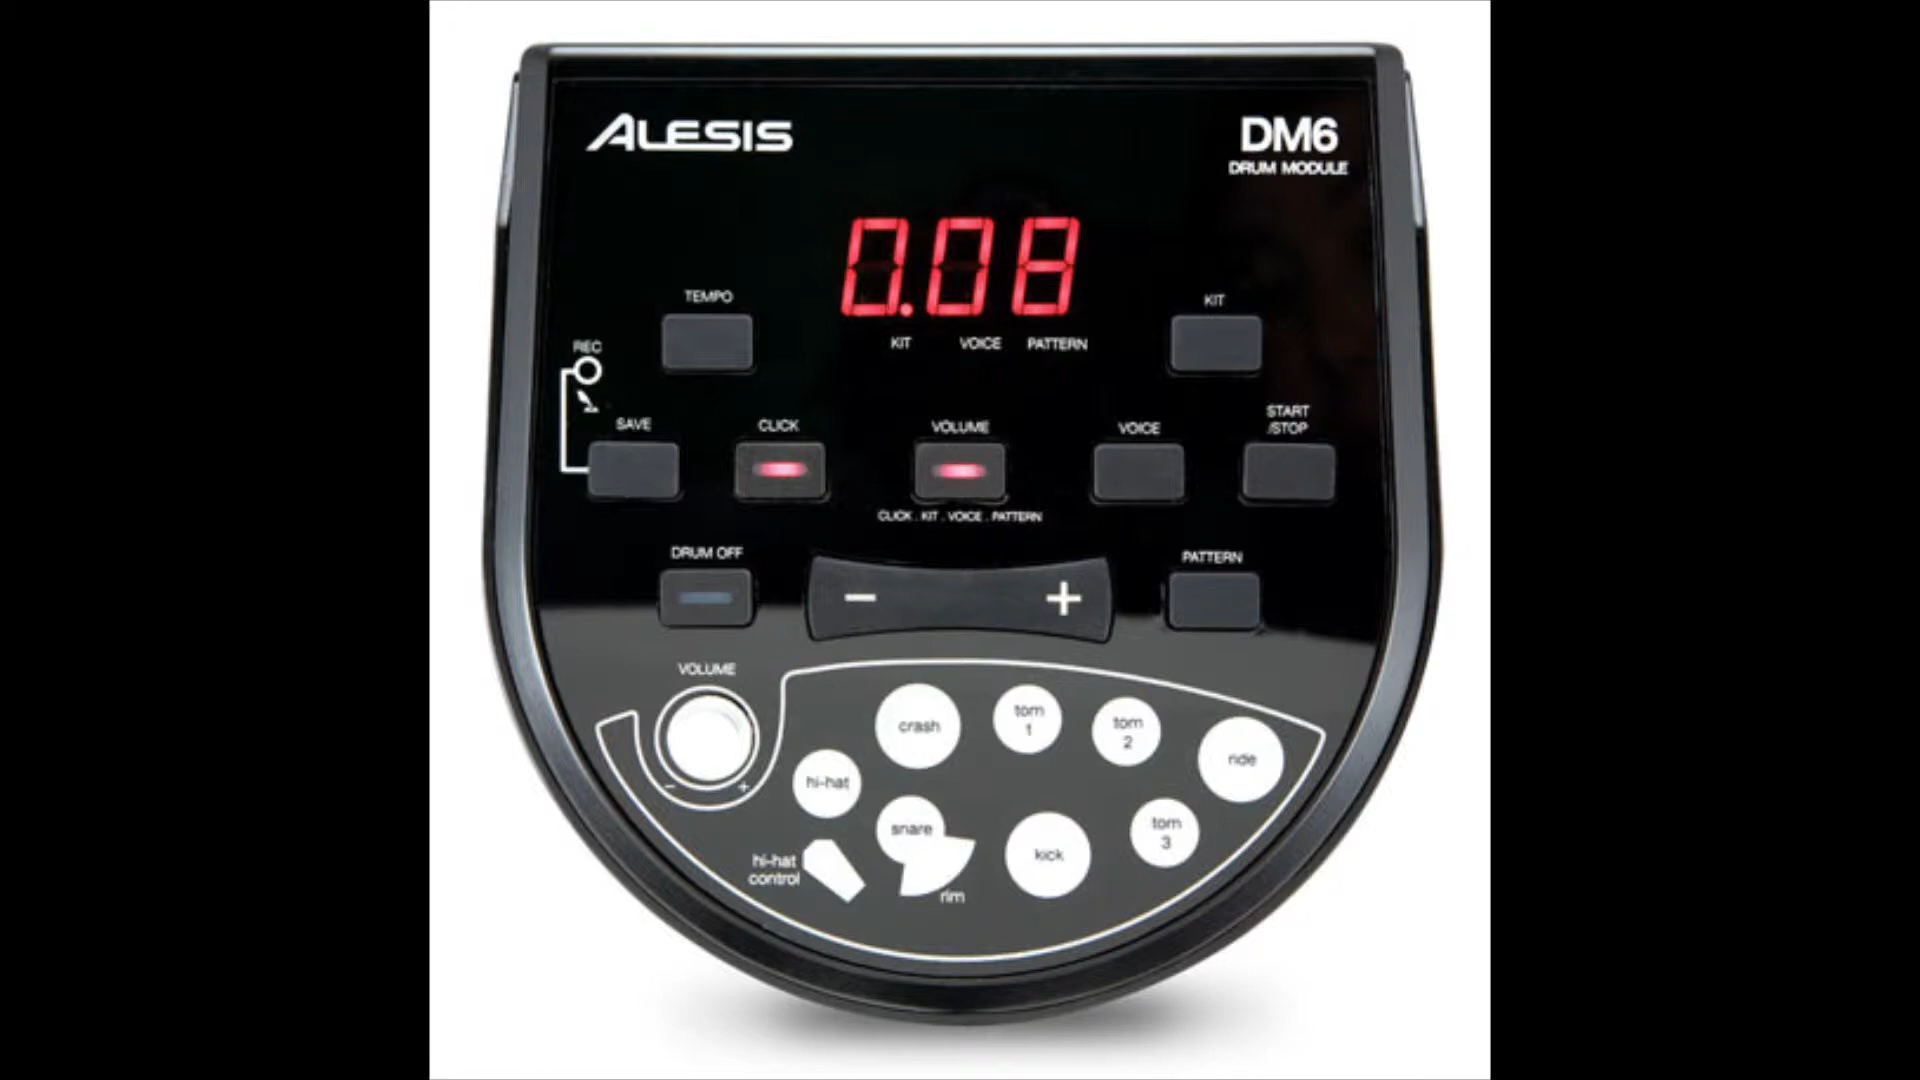 ALESIS
DM6
DRUM MODULE
0.08
TEMPO
KIT
KIT VOICE PATTERN
REC
SAVE
CLICK
VOLUME
VOICE
START
/STOP
CLICK . KIT . VOICE . PATTERN
DRUM OFF
− +
PATTERN
VOLUME
− +
crash
tom
1
tom
2
ride
hi-hat
snare
tom
3
kick
hi-hat
control
rim